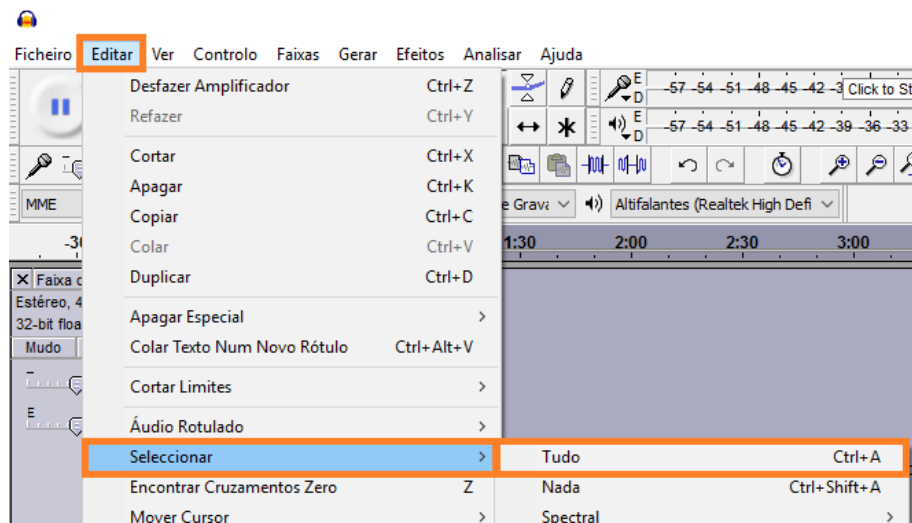 Ficheiro Editar Ver Controlo Faixas Gerar Efeitos Analisar Ajuda
Desfazer Amplificador Ctrl+Z
Refazer Ctrl+Y
Cortar Ctrl+X
Apagar Ctrl+K
Copiar Ctrl+C
Colar Ctrl+V
Duplicar Ctrl+D
Apagar Especial
Colar Texto Num Novo Rótulo Ctrl+Alt+V
Cortar Limites
Áudio Rotulado
Seleccionar
Encontrar Cruzamentos Zero Z
Mover Cursor
Tudo Ctrl+A
Nada Ctrl+Shift+A
Spectral
E
D
-57 -54 -51 -48 -45 -42 -3 Click to St
E
D
-57 -54 -51 -48 -45 -42 -39 -36 -33
MME
e Grava
Altifalantes (Realtek High Defi
-30
1:30 2:00 2:30 3:00
Faixa
Estéreo, 4
32-bit floa
Mudo
E